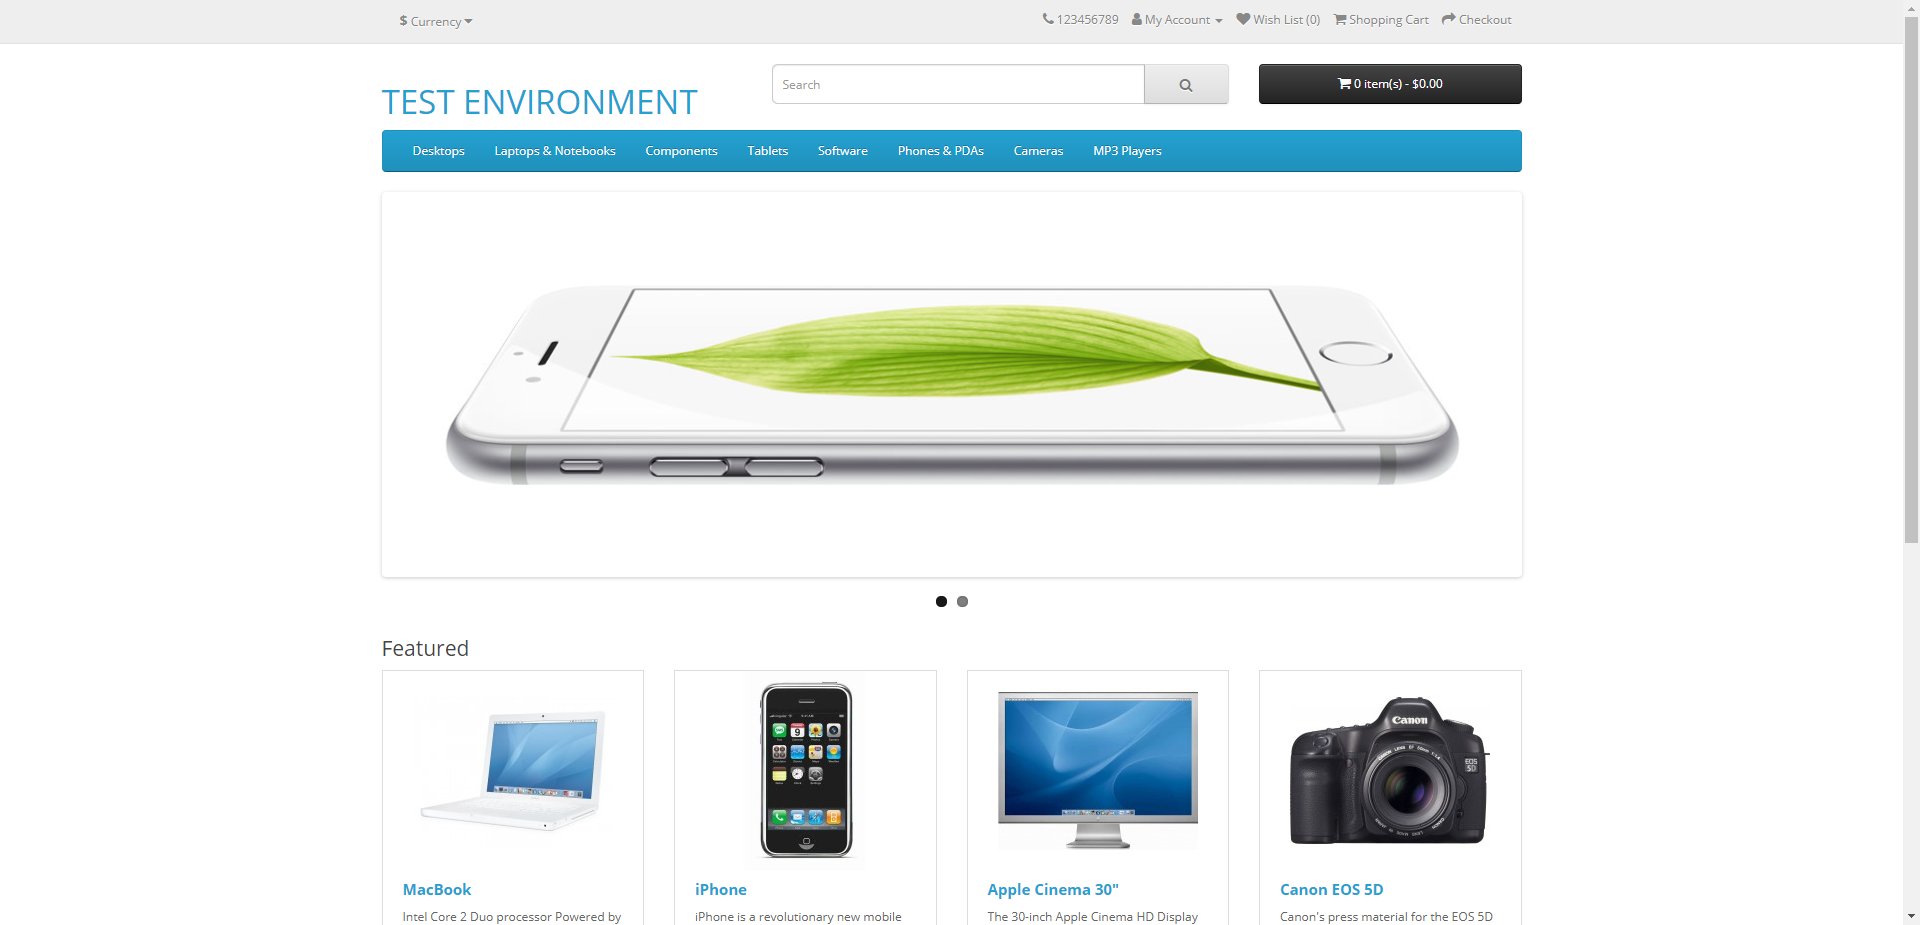 $ Currency
123456789 My Account Wish List (0) Shopping Cart Checkout
Search
0 item(s) - $0.00
TEST ENVIRONMENT
Desktops Laptops & Notebooks Components Tablets Software Phones & PDAs Cameras MP3 Players
Featured
Canon
EOS
5D
MacBook
Intel Core 2 Duo processor Powered by
iPhone
iPhone is a revolutionary new mobile
Apple Cinema 30"
The 30-inch Apple Cinema HD Display
Canon EOS 5D
Canon's press material for the EOS 5D